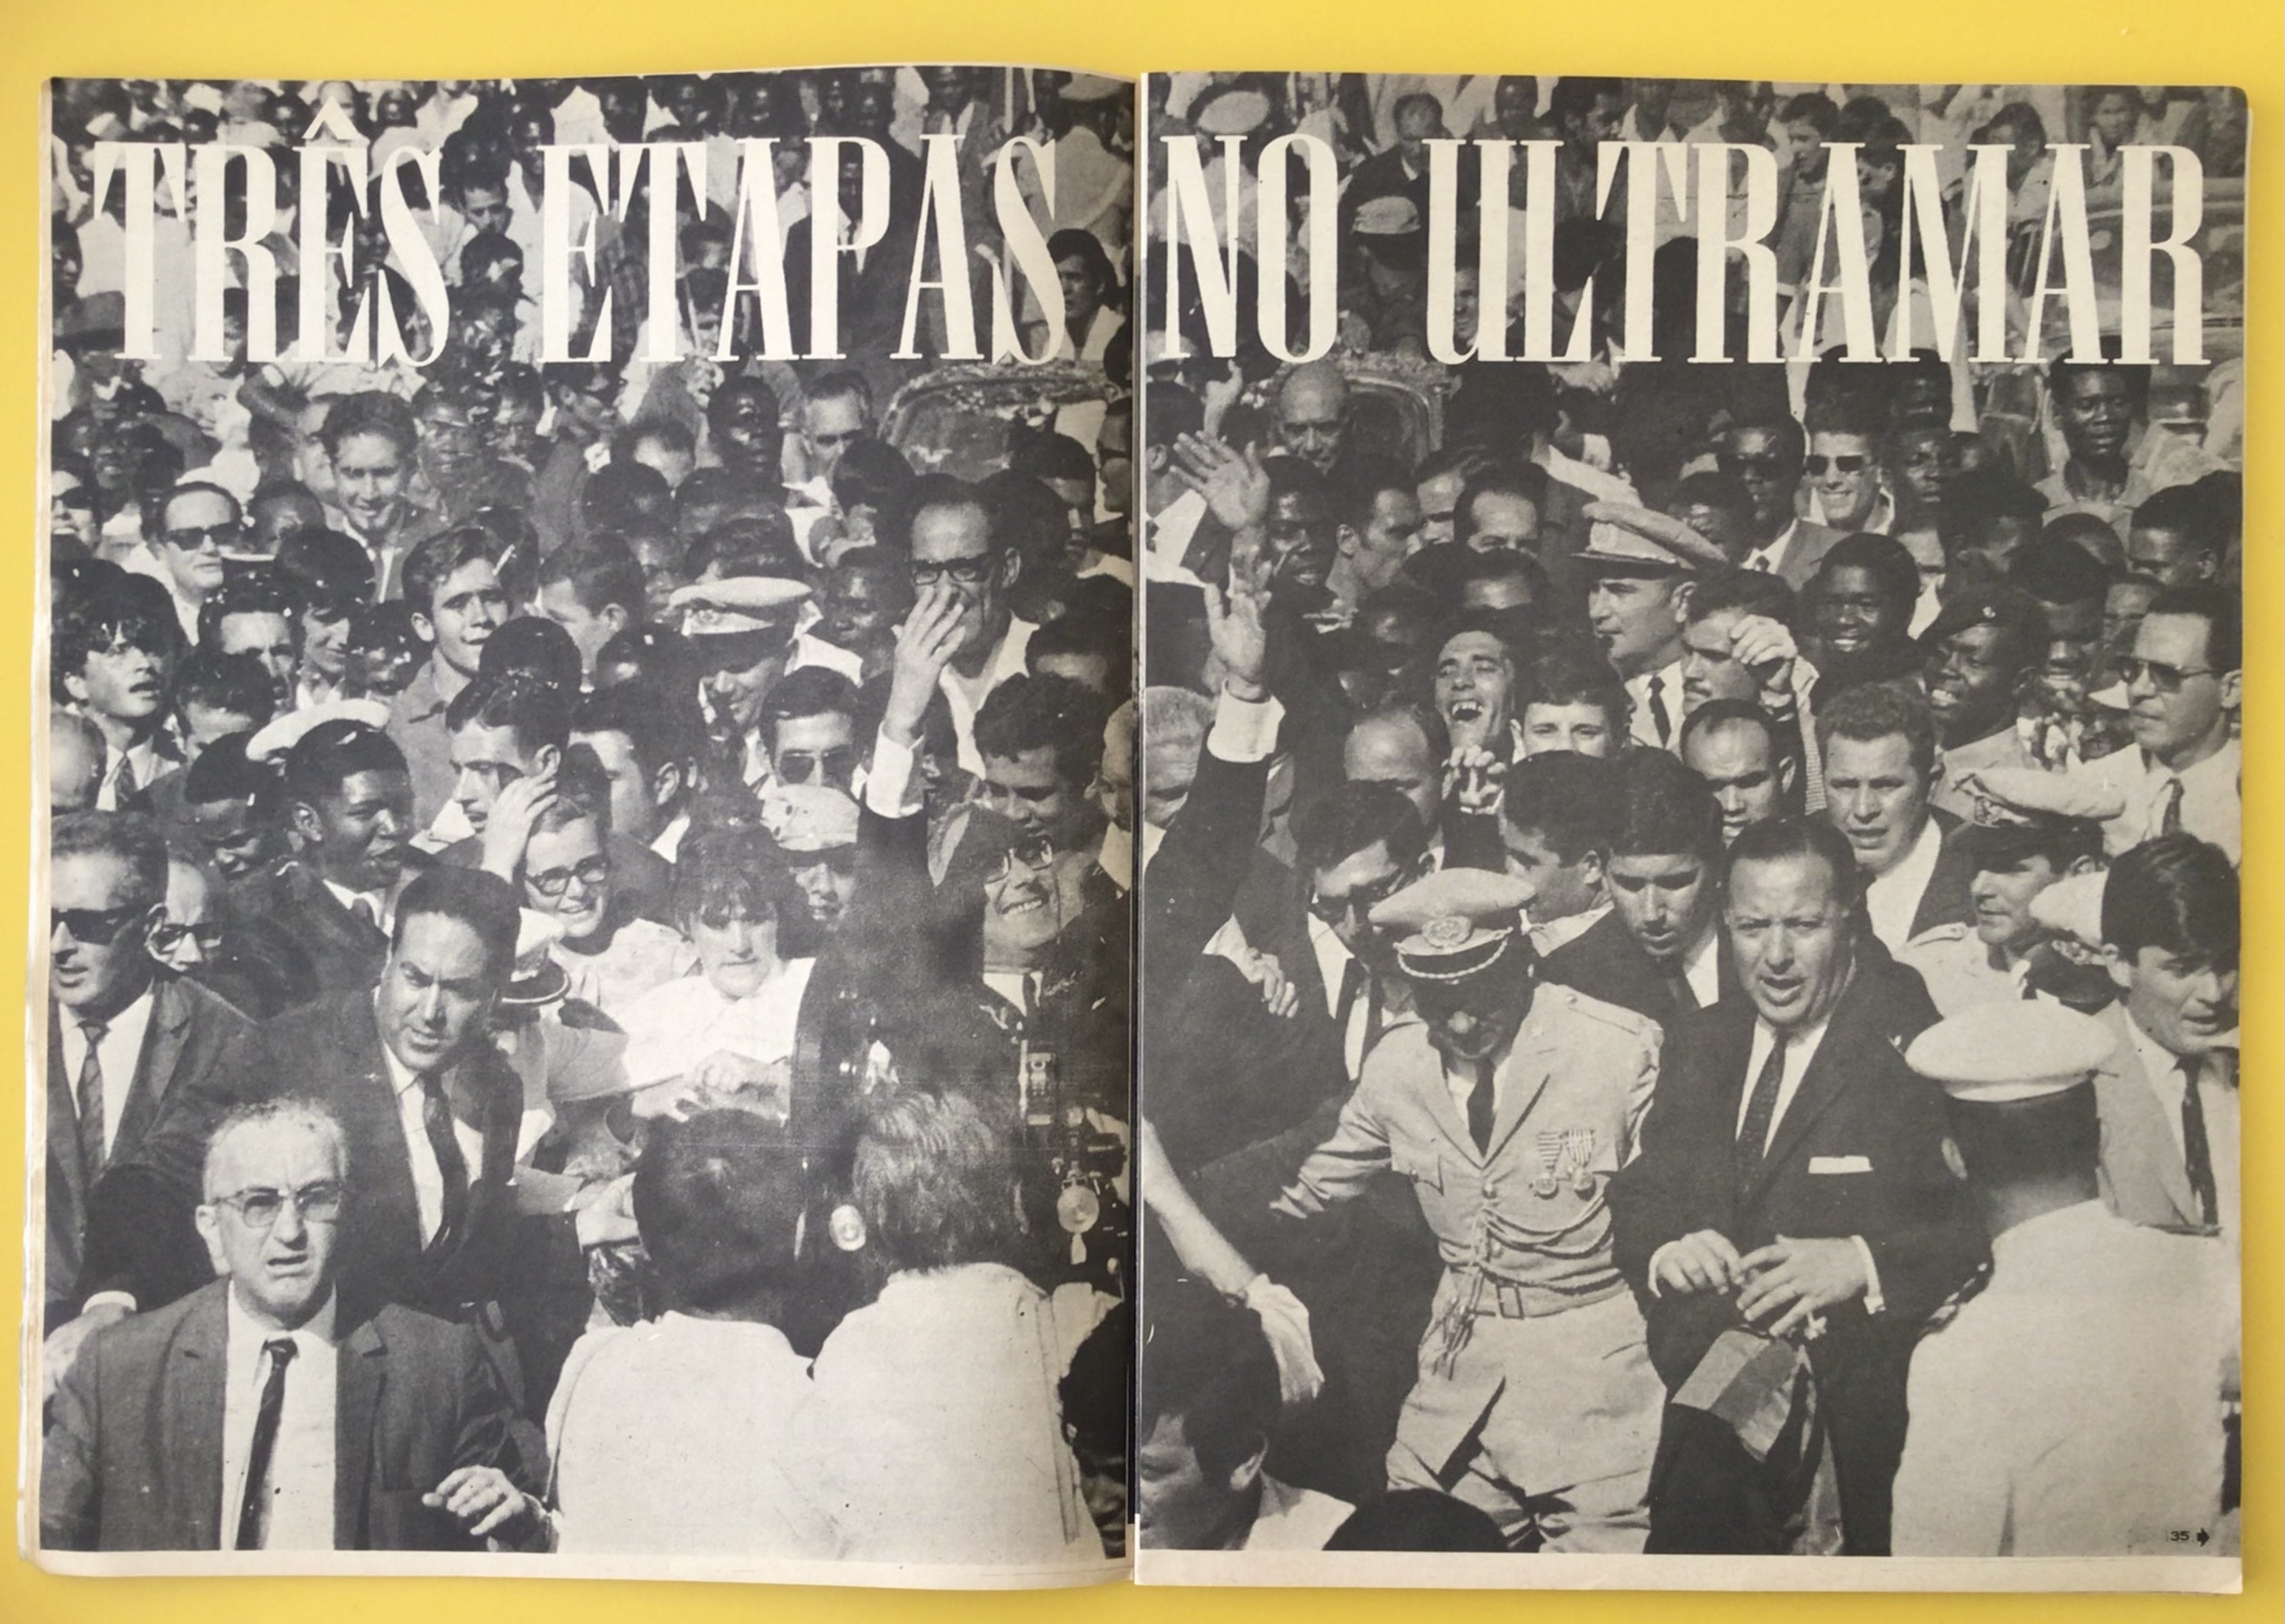 TRÊS ETAPAS NO ULTRAMAR
35